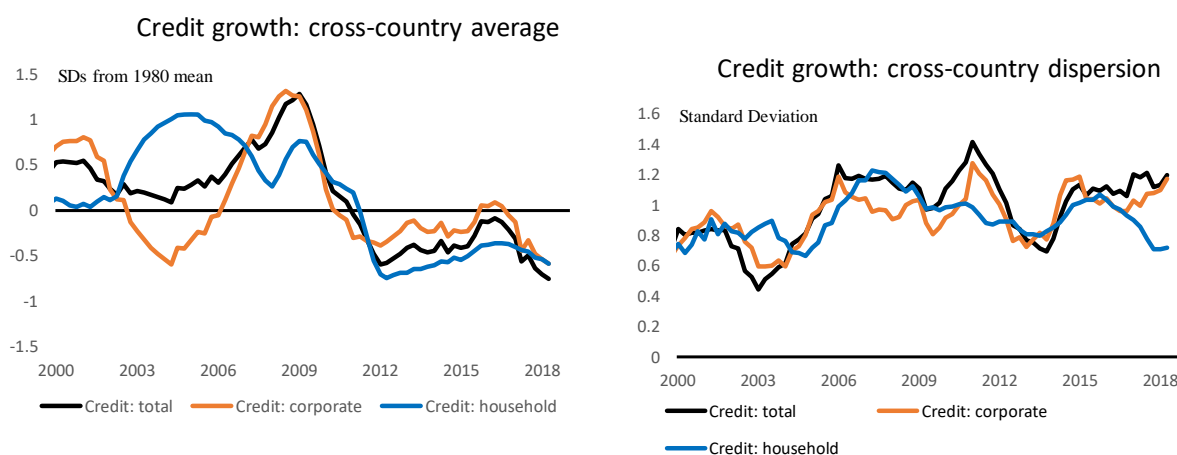 Credit growth: cross-country average
SDs from 1980 mean
1.5
1
0.5
0
-0.5
-1
-1.5
2000 2003 2006 2009 2012 2015 2018
Credit: total Credit: corporate Credit: household
Credit growth: cross-country dispersion
Standard Deviation
1.6
1.4
1.2
1
0.8
0.6
0.4
0.2
0
2000 2003 2006 2009 2012 2015 2018
Credit: total Credit: corporate
Credit: household